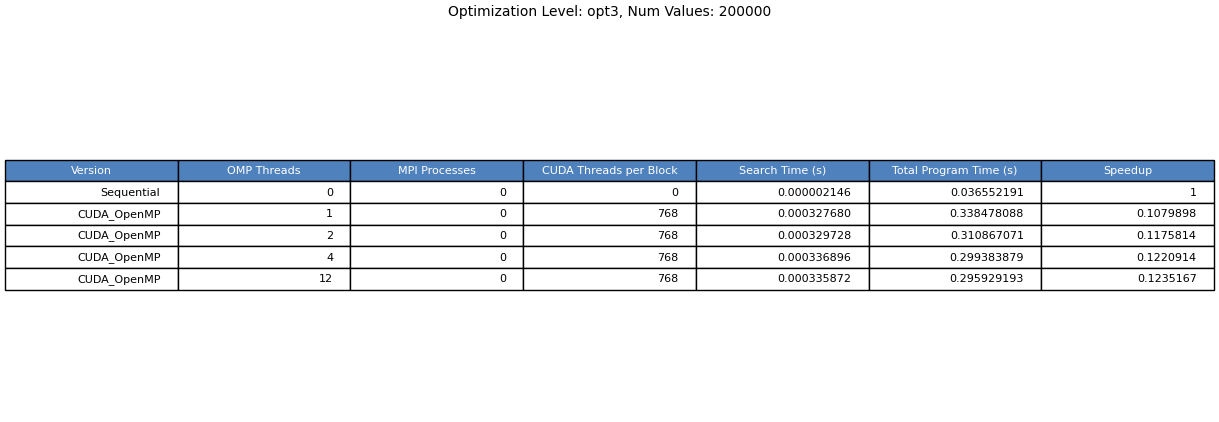 Optimization Level: opt3, Num Values: 200000
Version OMP Threads MPI Processes CUDA Threads per Block Search Time (s) Total Program Time (s) Speedup
Sequential 0 0 0 0.000002146 0.036552191 1
CUDA_OpenMP 1 0 768 0.000327680 0.338478088 0.1079898
CUDA_OpenMP 2 0 768 0.000329728 0.310867071 0.1175814
CUDA_OpenMP 4 0 768 0.000336896 0.299383879 0.1220914
CUDA_OpenMP 12 0 768 0.000335872 0.295929193 0.1235167